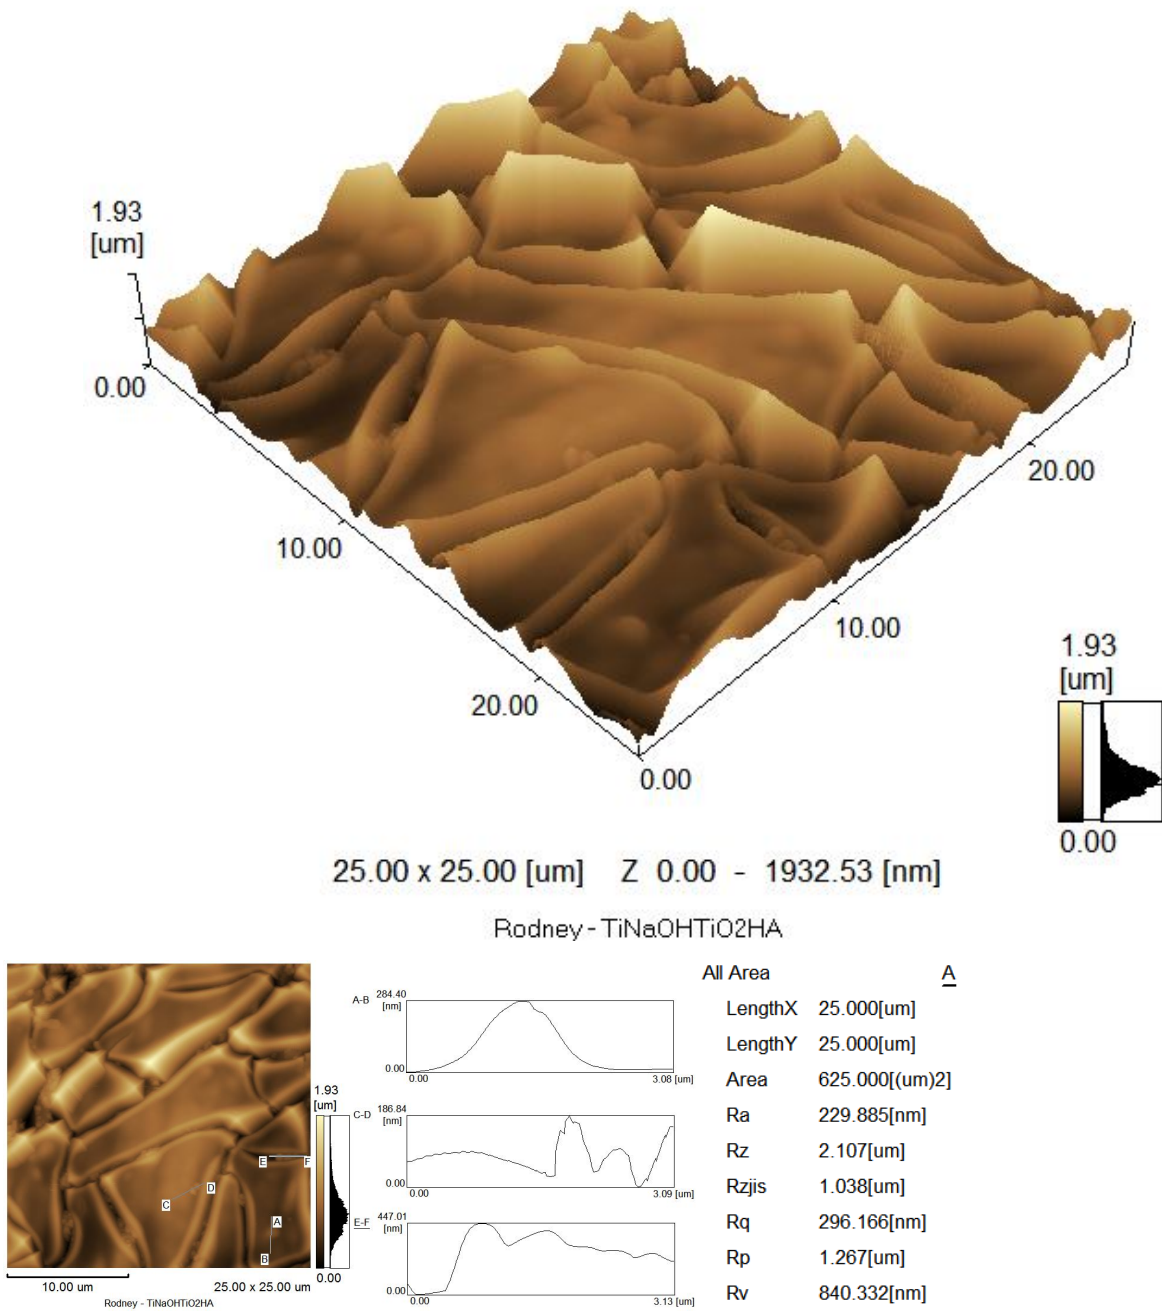 1.93
[um]
0.00
10.00
20.00
0.00
10.00
20.00
1.93
[um]
0.00
25.00 x 25.00 [um] Z 0.00 - 1932.53 [nm]
Rodney - TiNaOHTiO2HA
E
F
D
C
A
B
10.00 um
25.00 x 25.00 um
Rodney - TiNaOHTiO2HA
1.93
[um]
0.00
A-B
284.40
[nm]
0.00
0.00
3.08 [um]
C-D
186.84
[nm]
0.00
0.00
3.09 [um]
E-F
447.01
[nm]
0.00
0.00
3.13 [um]
All Area A
LengthX 25.000[um]
LengthY 25.000[um]
Area 625.000[(um)2]
Ra 229.885[nm]
Rz 2.107[um]
Rzjis 1.038[um]
Rq 296.166[nm]
Rp 1.267[um]
Rv 840.332[nm]